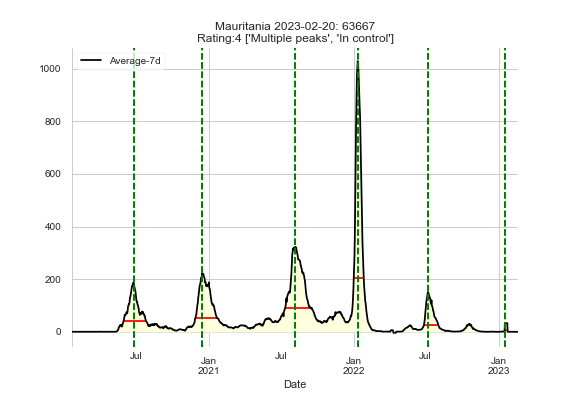 Mauritania 2023-02-20: 63667
Rating:4 ['Multiple peaks', 'In control']
Average-7d
1000
800
600
400
200
0
Jul
Jan
2021
Jul
Jan
2022
Jul
Jan
2023
Date